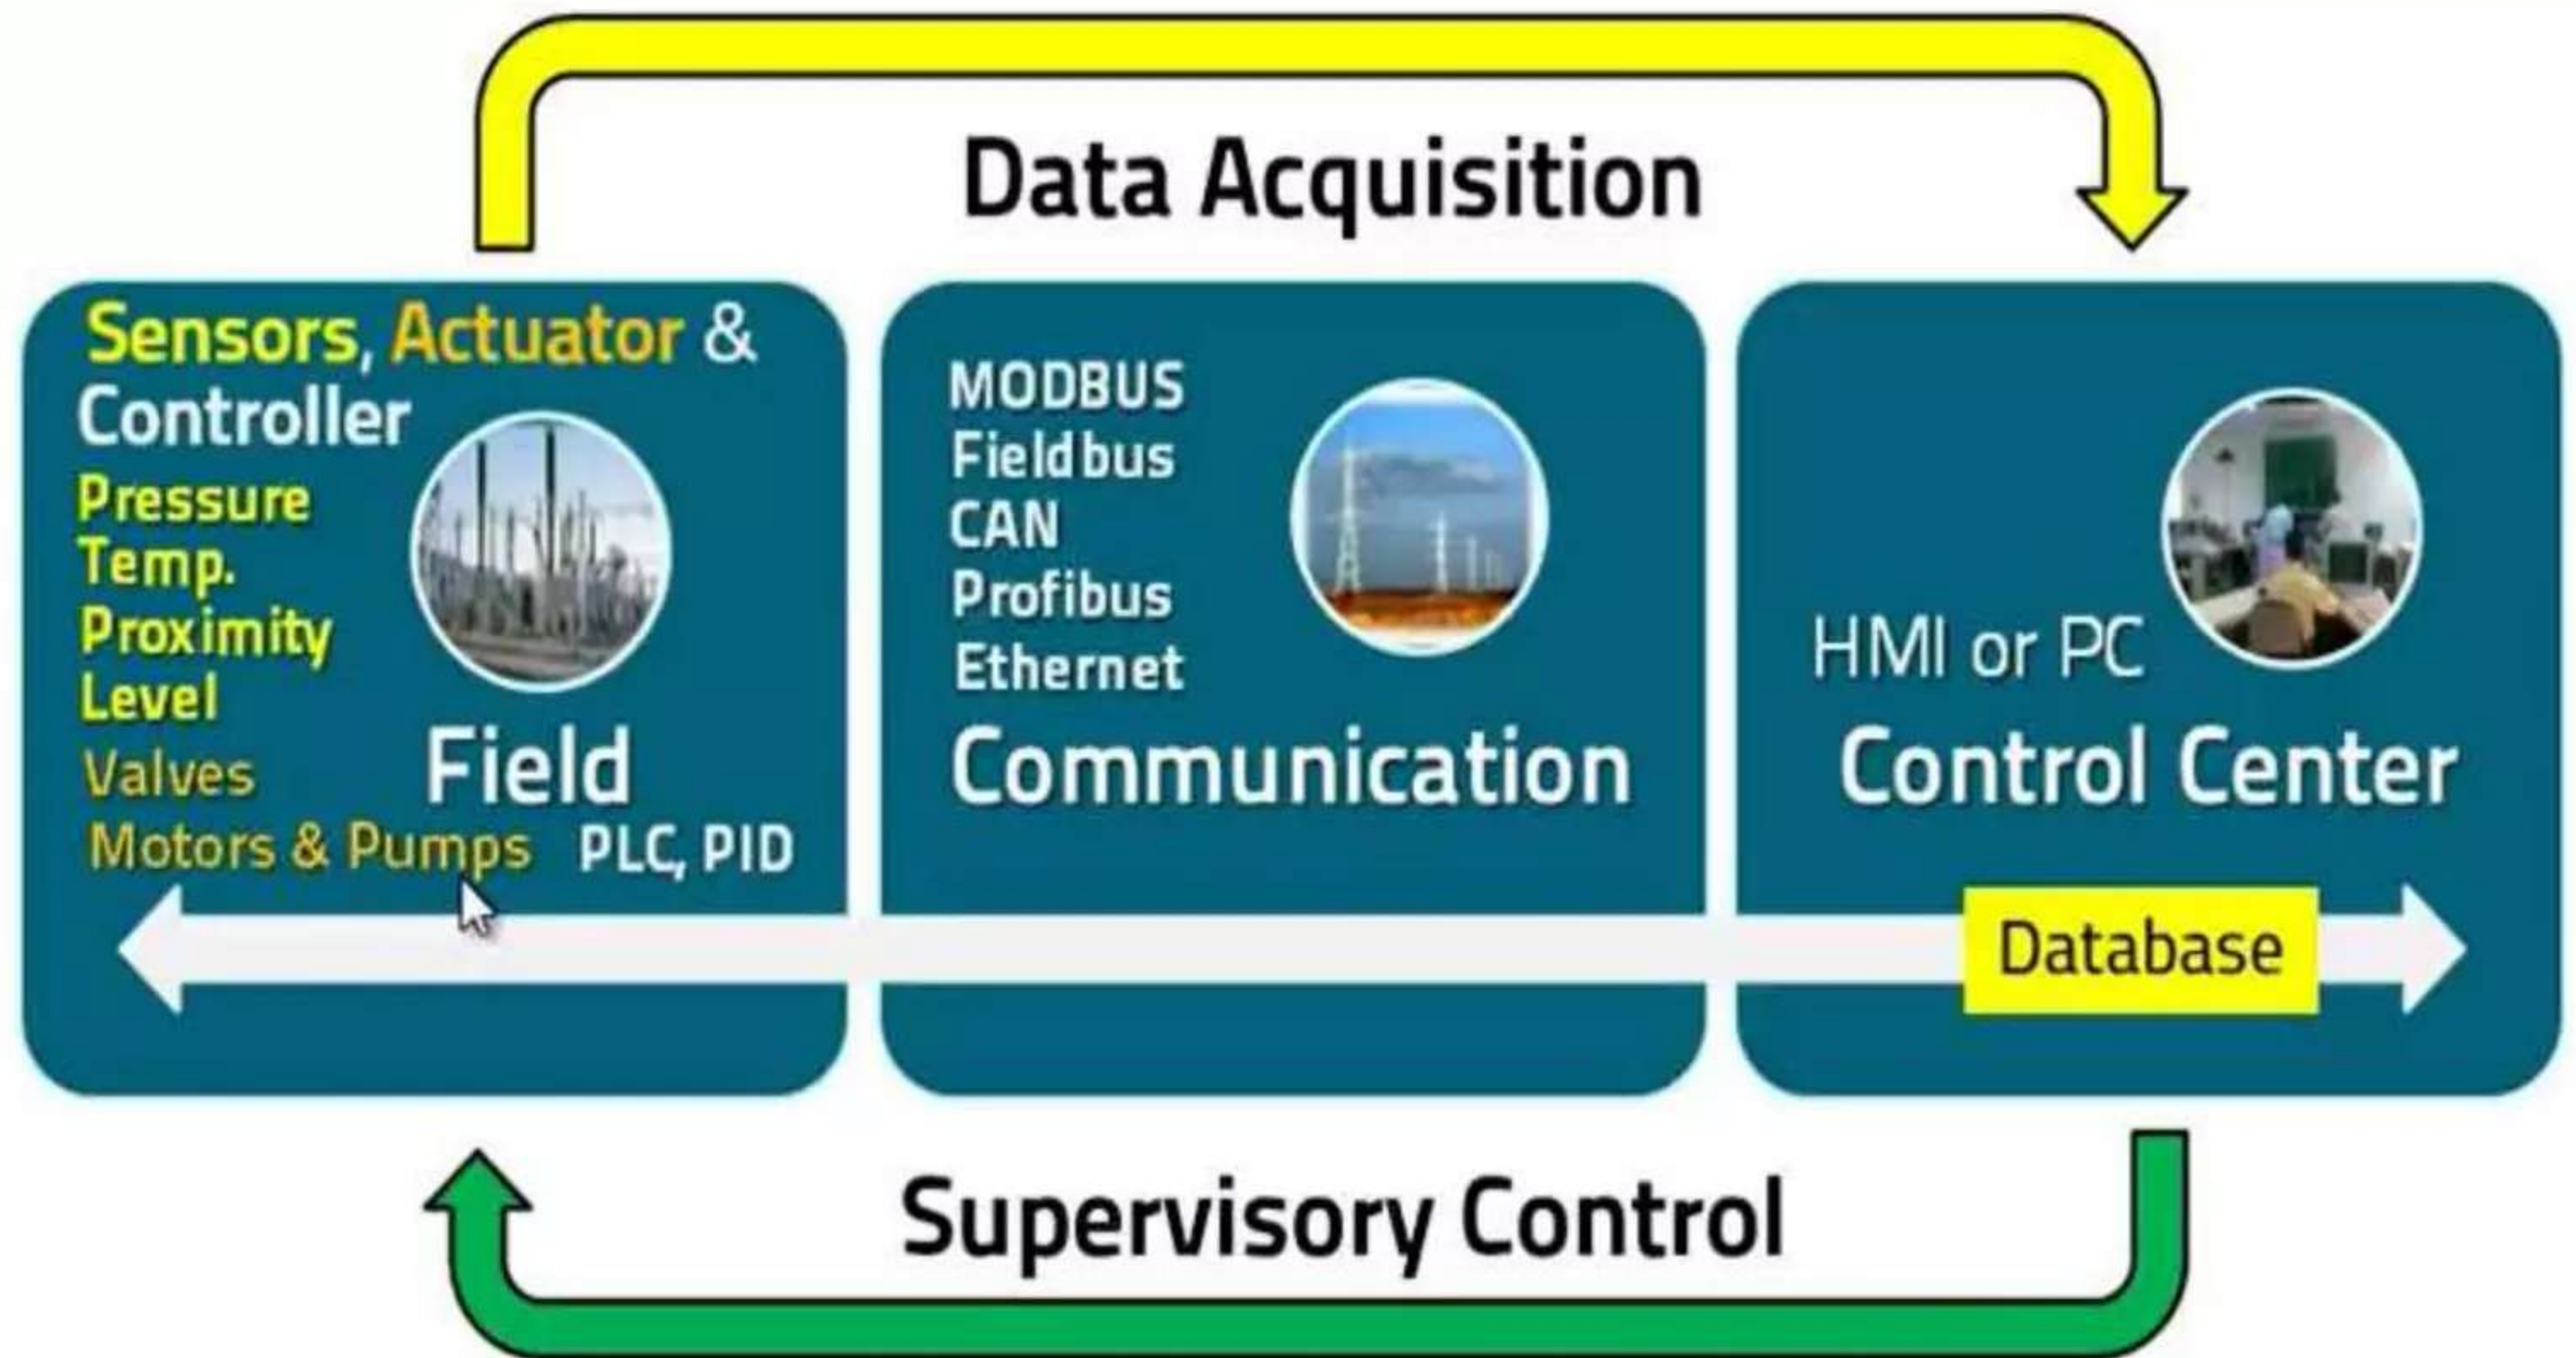 Data Acquisition
Sensors, Actuator &
Controller
Pressure
Temp.
Proximity
Level
Valves
Motors & Pumps
Field
PLC, PID
MODBUS
Fieldbus
CAN
Profibus
Ethernet
Communication
HMI or PC
Control Center
Database
Supervisory Control